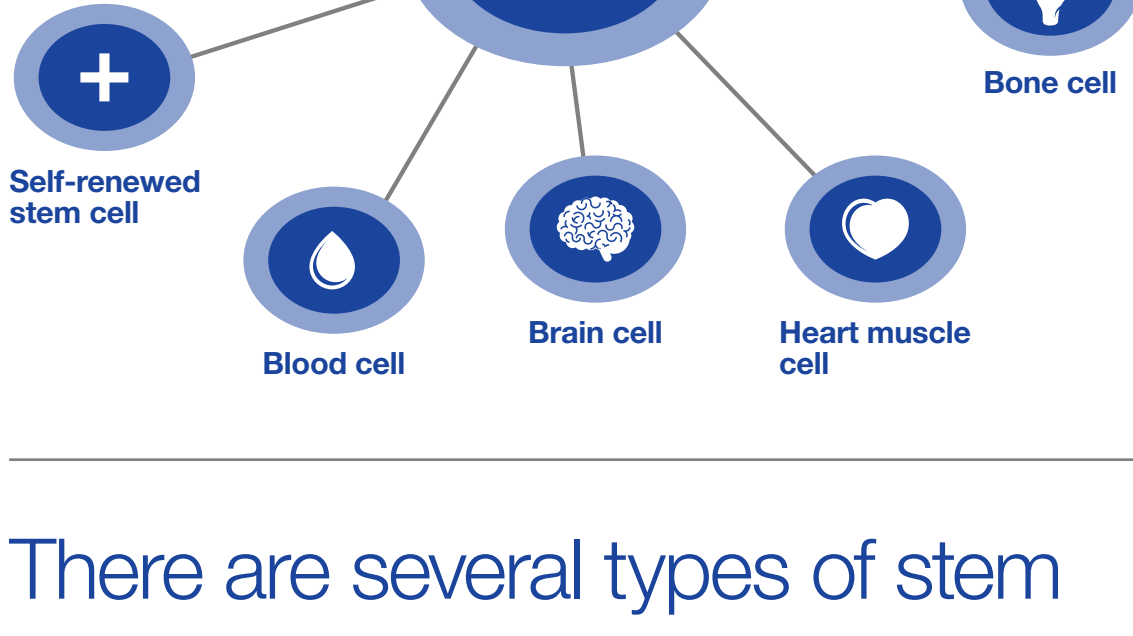 Bone cell
Self-renewed
stem cell
Blood cell
Brain cell
Heart muscle
cell
There are several types of stem